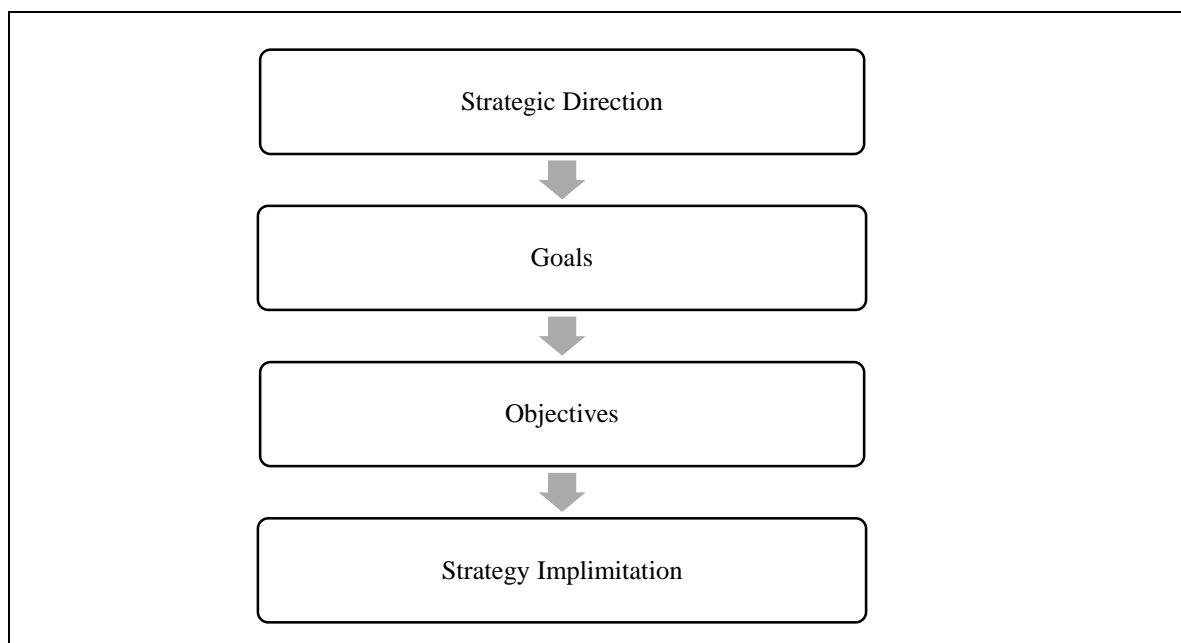 Strategic Direction
Goals
Objectives
Strategy Implimitation